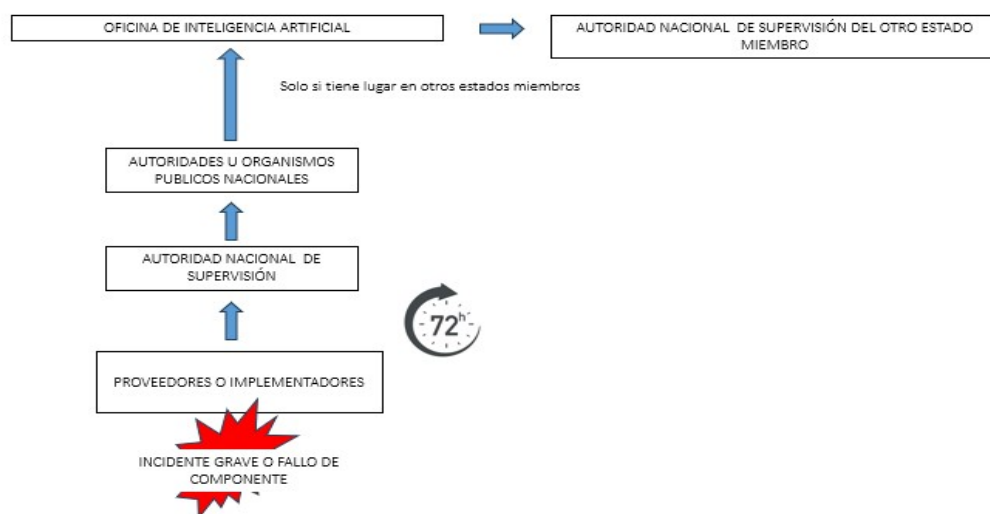 OFICINA DE INTELIGENCIA ARTIFICIAL
AUTORIDAD NACIONAL DE SUPERVISIÓN DEL OTRO ESTADO
MIEMBRO
Solo si tiene lugar en otros estados miembros
AUTORIDADES U ORGANISMOS
PUBLICOS NACIONALES
AUTORIDAD NACIONAL DE
SUPERVISIÓN
72h
PROVEEDORES O IMPLEMENTADORES
INCIDENTE GRAVE O FALLO DE
COMPONENTE